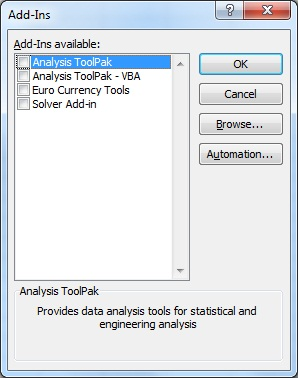 Add-Ins
?
Add-Ins available:
Analysis ToolPak
Analysis ToolPak - VBA
Euro Currency Tools
Solver Add-in
OK
Cancel
Browse...
Automation...
Analysis ToolPak
Provides data analysis tools for statistical and
engineering analysis